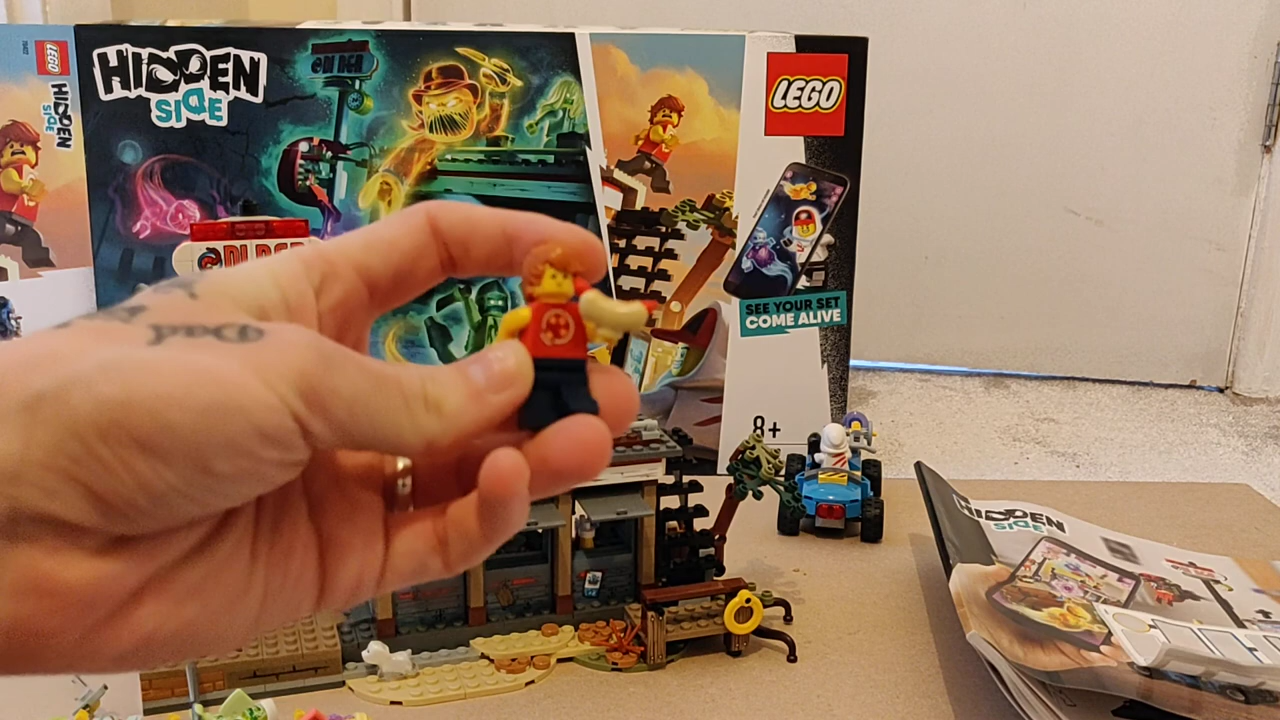 LEGO
HIDDEN
SIDE
HIDDEN
SIDE
DINER
LEGO
SEE YOUR SET
COME ALIVE
8+
HIDDEN
SIDE